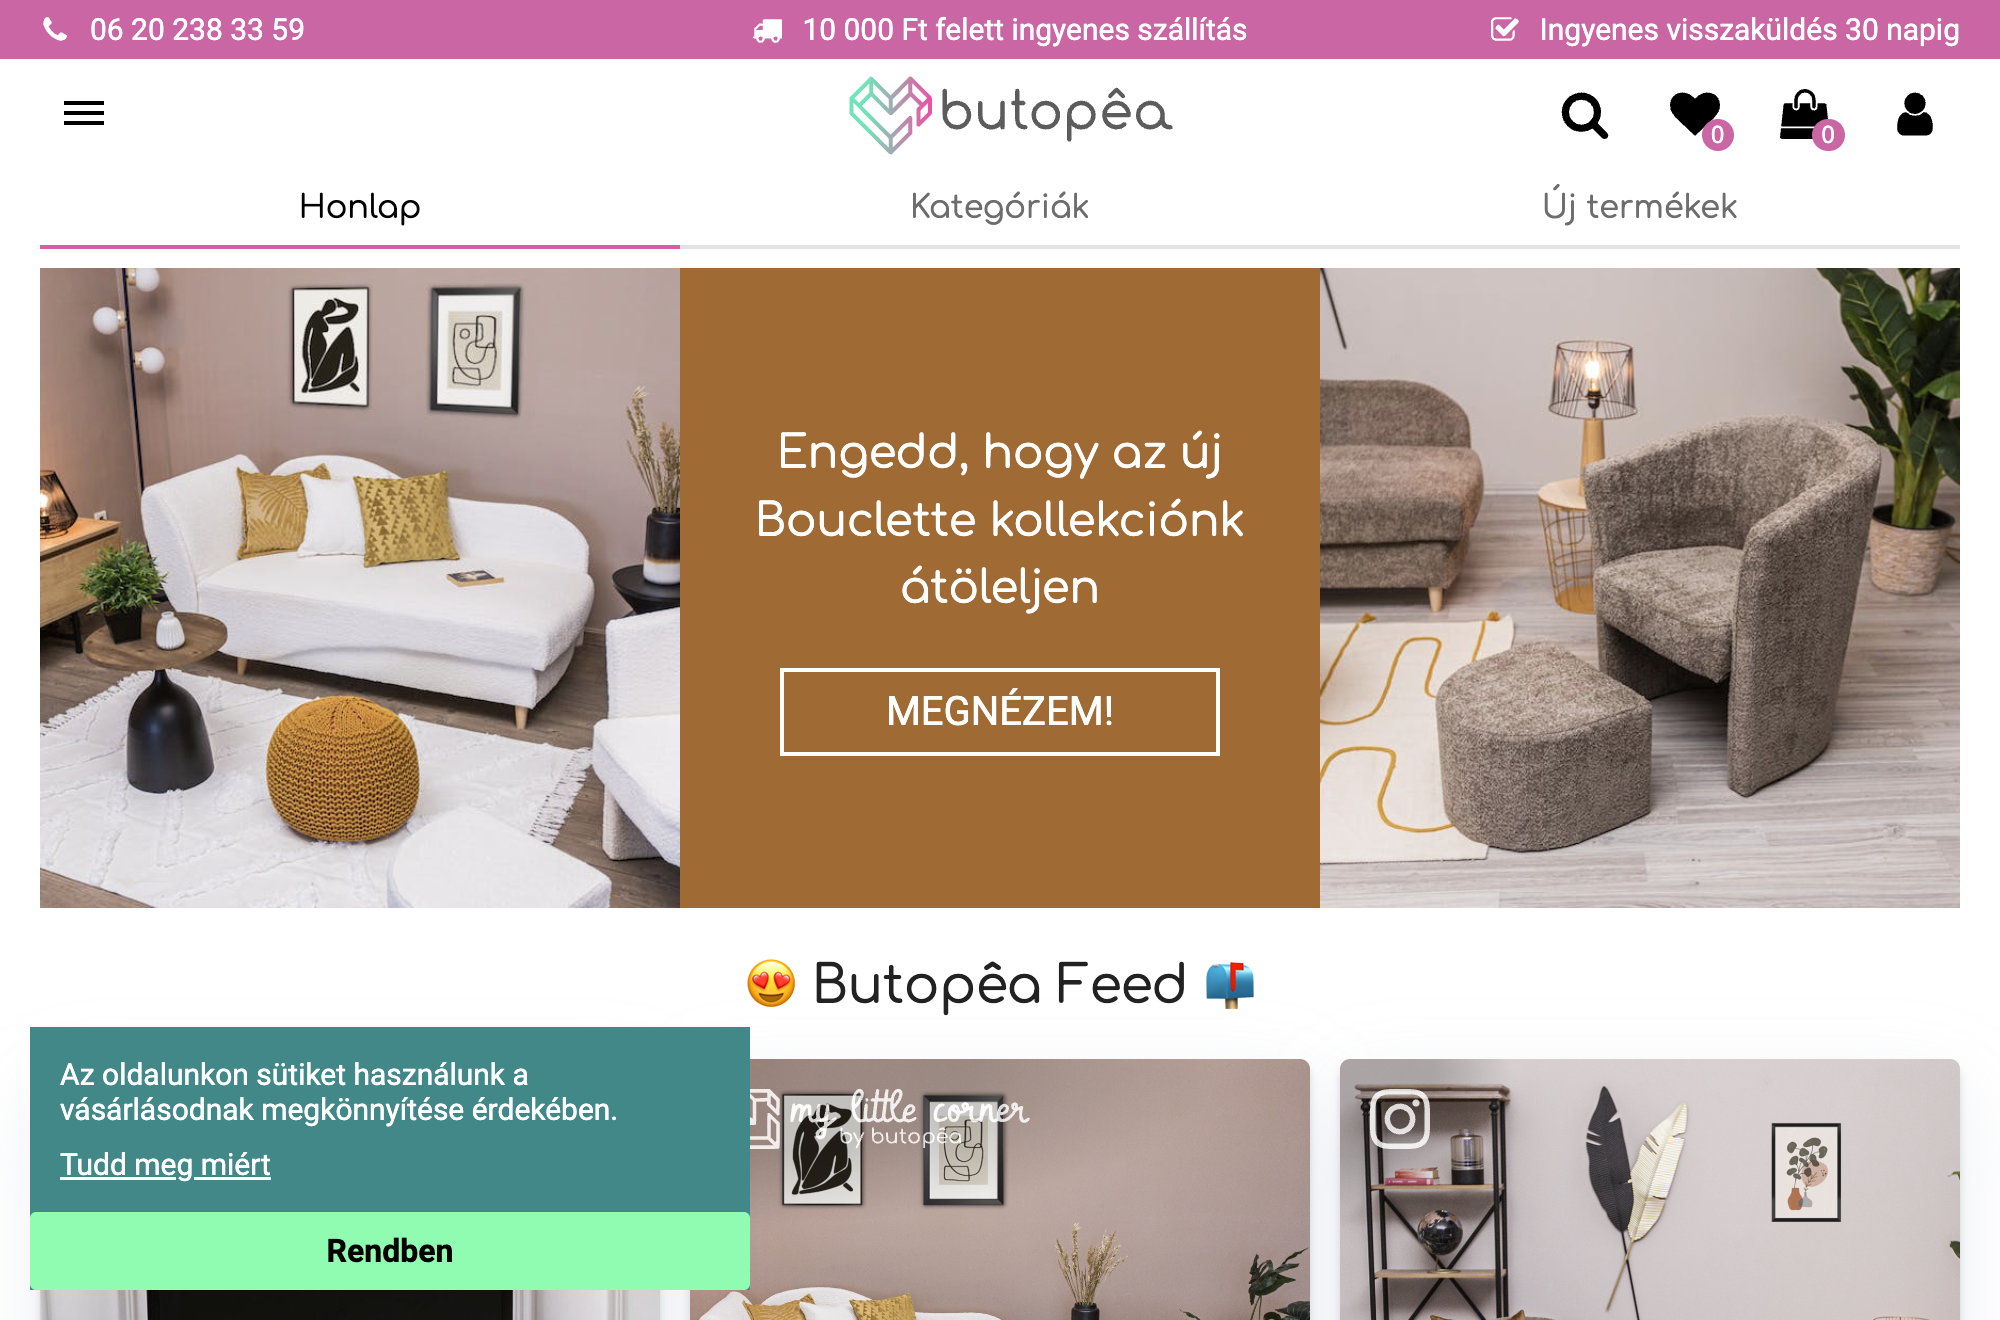 06 20 238 33 59
10 000 Ft felett ingyenes szállítás
Ingyenes visszaküldés 30 napig
butopêa
0
0
Honlap
Kategóriák
Új termékek
Engedd, hogy az új
Bouclette kollekciónk
átöleljen
MEGNÉZEM!
😍 Butopêa Feed 📫
Az oldalunkon sütiket használunk a
vásárlásodnak megkönnyítése érdekében.
Tudd meg miért
Rendben
my little corner
by butopêa